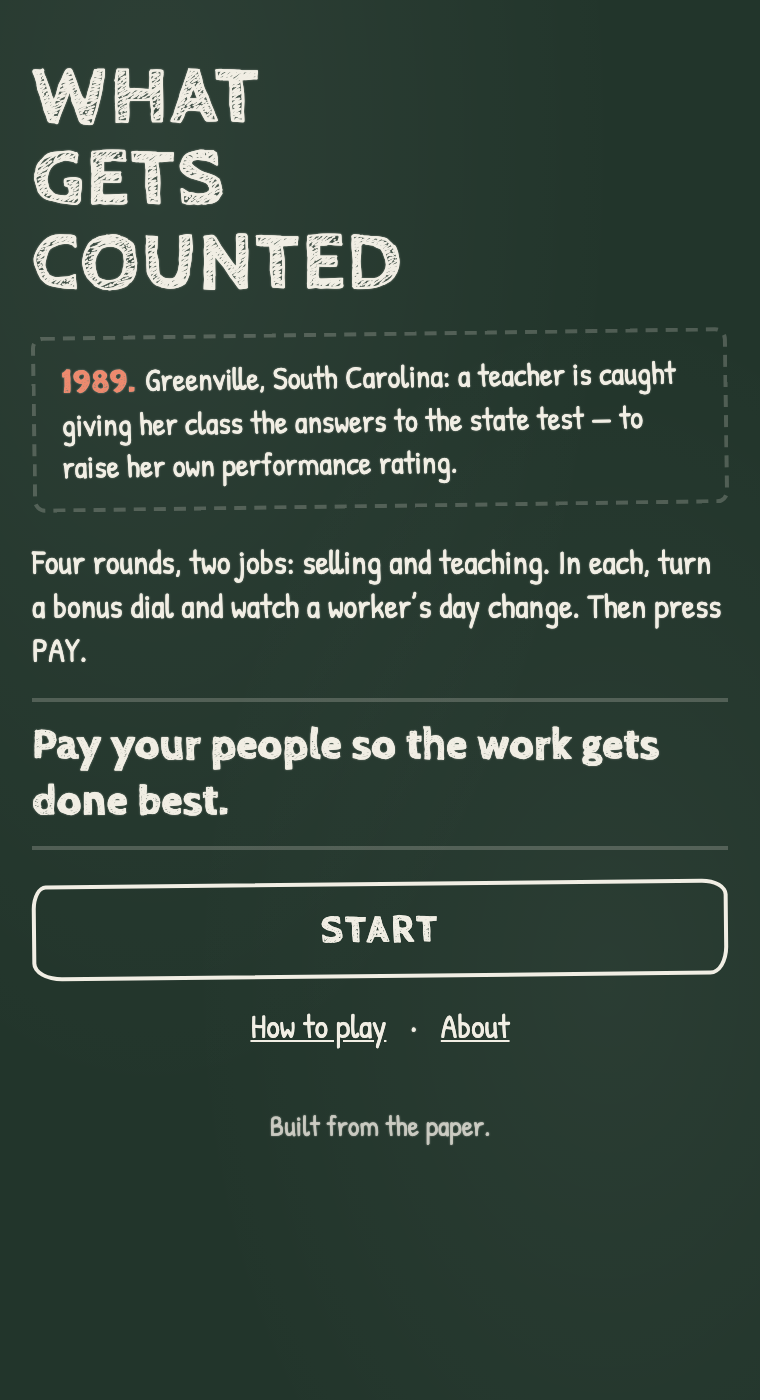 WHAT
GETS
COUNTED
1989. Greenville, South Carolina: a teacher is caught
giving her class the answers to the state test — to
raise her own performance rating.
Four rounds, two jobs: selling and teaching. In each, turn
a bonus dial and watch a worker's day change. Then press
PAY.
Pay your people so the work gets
done best.
START
How to play · About
Built from the paper.